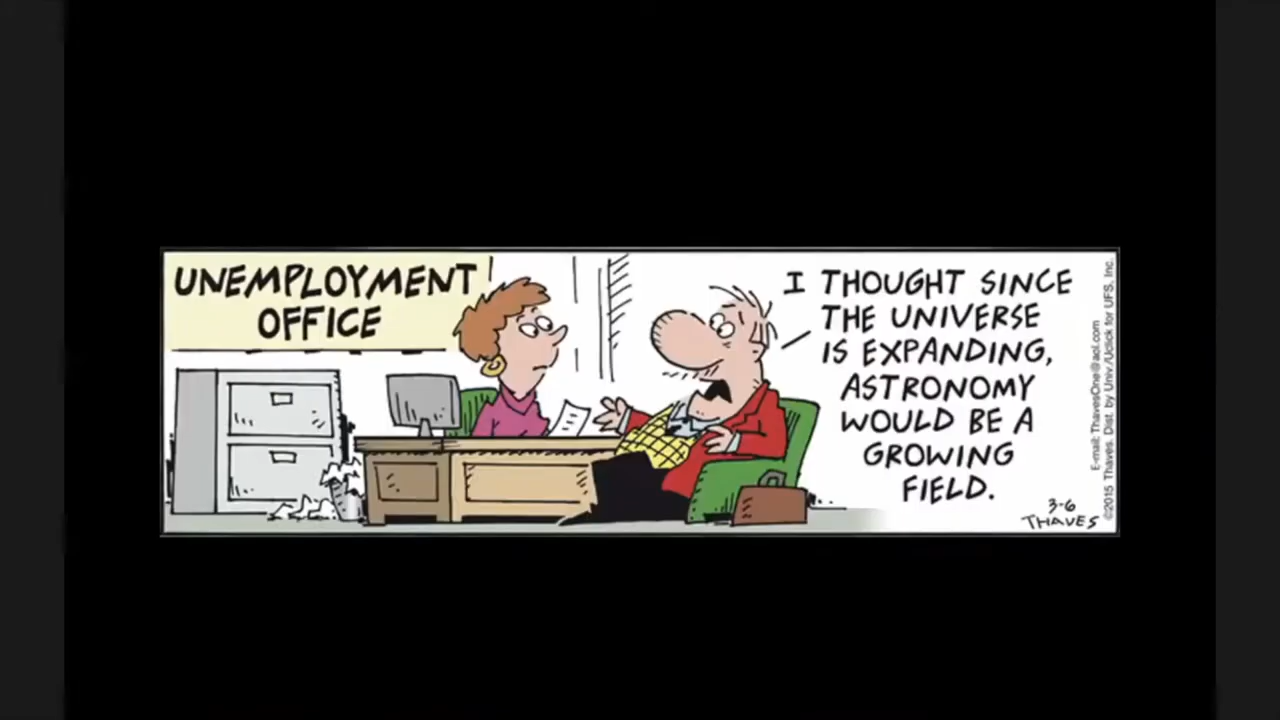 UNEMPLOYMENT
OFFICE
I THOUGHT SINCE
THE UNIVERSE
IS EXPANDING,
ASTRONOMY
WOULD BE A
GROWING
FIELD.
3-6
THAVES
E-mail: ThavesOne@aol.com
©2015 Thaves. Dist. by Univ./Uclick for UFS, Inc.